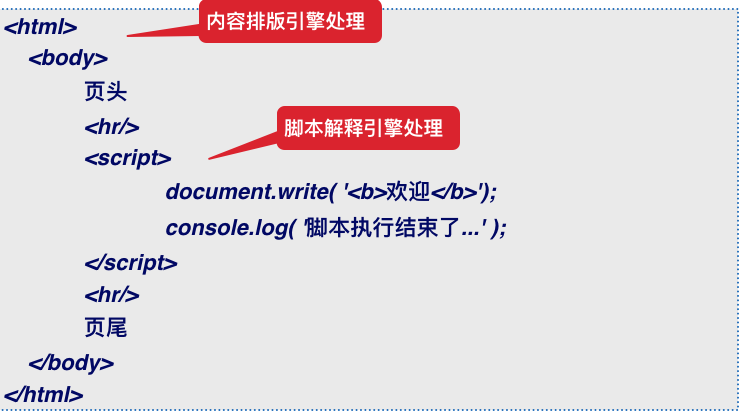 <html>
内容排版引擎处理
<body>
页头
<hr/>
脚本解释引擎处理
<script>
document.write( '<b>欢迎</b>');
console.log( '脚本执行结束了...' );
</script>
<hr/>
页尾
</body>
</html>